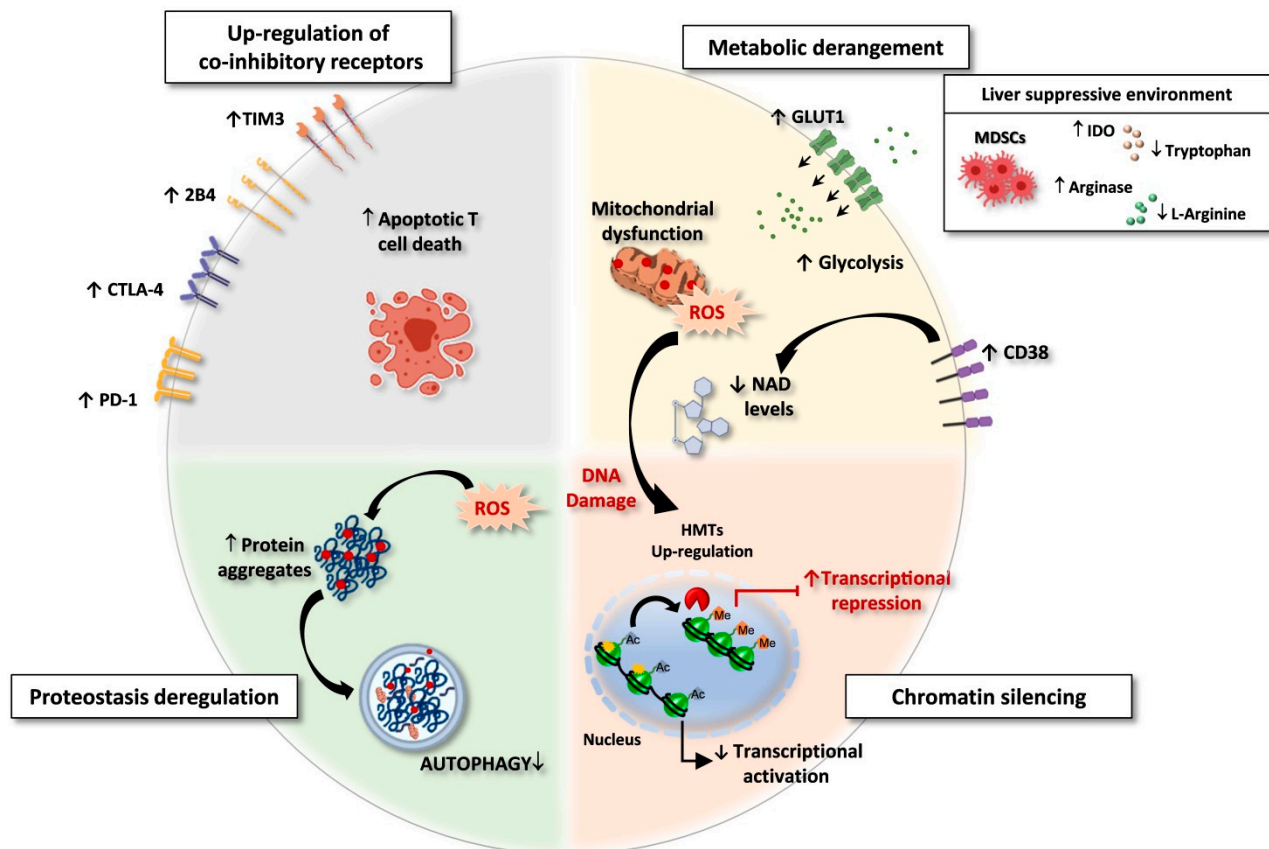 Up-regulation of
co-inhibitory receptors
↑TIM3
↑ 2B4
↑ CTLA-4
↑ PD-1
↑ Apoptotic T
cell death
Metabolic derangement
Liver suppressive environment
MDSCs
↑ IDO
↓ Tryptophan
↑ Arginase
↓ L-Arginine
↑ GLUT1
Mitochondrial
dysfunction
↑ Glycolysis
ROS
↑ CD38
↓ NAD
levels
DNA
Damage
ROS
↑ Protein
aggregates
AUTOPHAGY↓
Proteostasis deregulation
HMTs
Up-regulation
↑Transcriptional
repression
Me
Me
Me
Ac
Ac
Ac
Nucleus
↓ Transcriptional
activation
Chromatin silencing